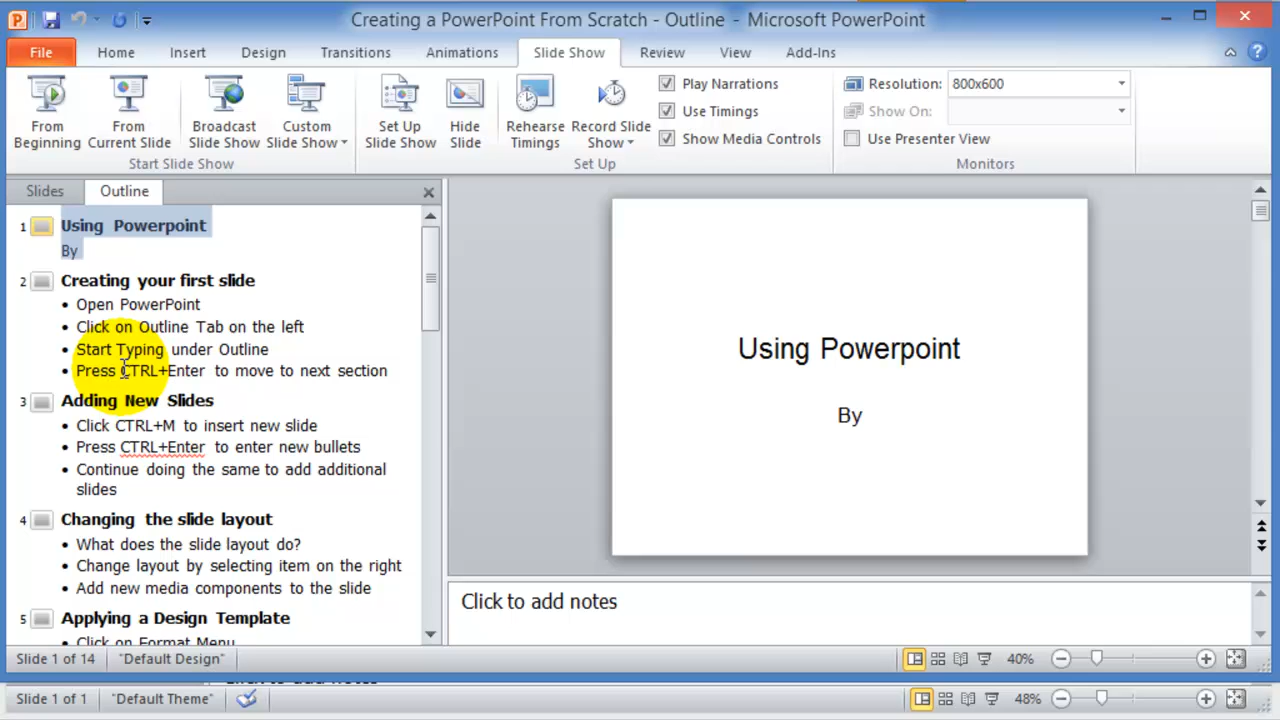 Creating a PowerPoint From Scratch - Outline - Microsoft PowerPoint
File Home Insert Design Transitions Animations Slide Show Review View Add-Ins
From Beginning
From Current Slide
Broadcast Slide Show
Custom Slide Show
Set Up Slide Show
Hide Slide
Rehearse Timings
Record Slide Show
Play Narrations
Use Timings
Show Media Controls
Resolution: 800x600
Show On:
Use Presenter View
Start Slide Show
Set Up
Monitors
Slides Outline
1 Using Powerpoint
By
2 Creating your first slide
• Open PowerPoint
• Click on Outline Tab on the left
• Start Typing under Outline
• Press CTRL+Enter to move to next section
3 Adding New Slides
• Click CTRL+M to insert new slide
• Press CTRL+Enter to enter new bullets
• Continue doing the same to add additional
slides
4 Changing the slide layout
• What does the slide layout do?
• Change layout by selecting item on the right
• Add new media components to the slide
5 Applying a Design Template
• Click on Format Menu
Using Powerpoint
By
Click to add notes
Slide 1 of 14 "Default Design" 40%
Slide 1 of 1 "Default Theme" 48%